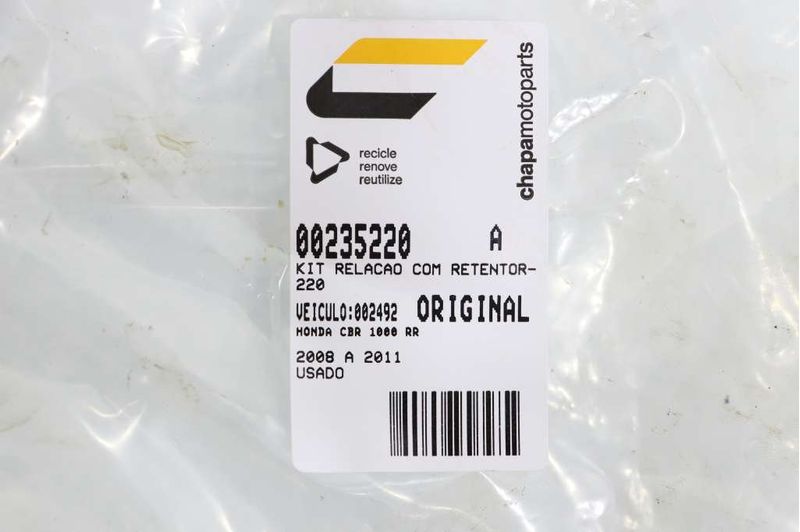 chapamotoparts
recicle
renove
reutilize
00235220 A
KIT RELACAO COM RETENTOR-
220
VEICULO:002492 ORIGINAL
HONDA CBR 1000 RR
2008 A 2011
USADO